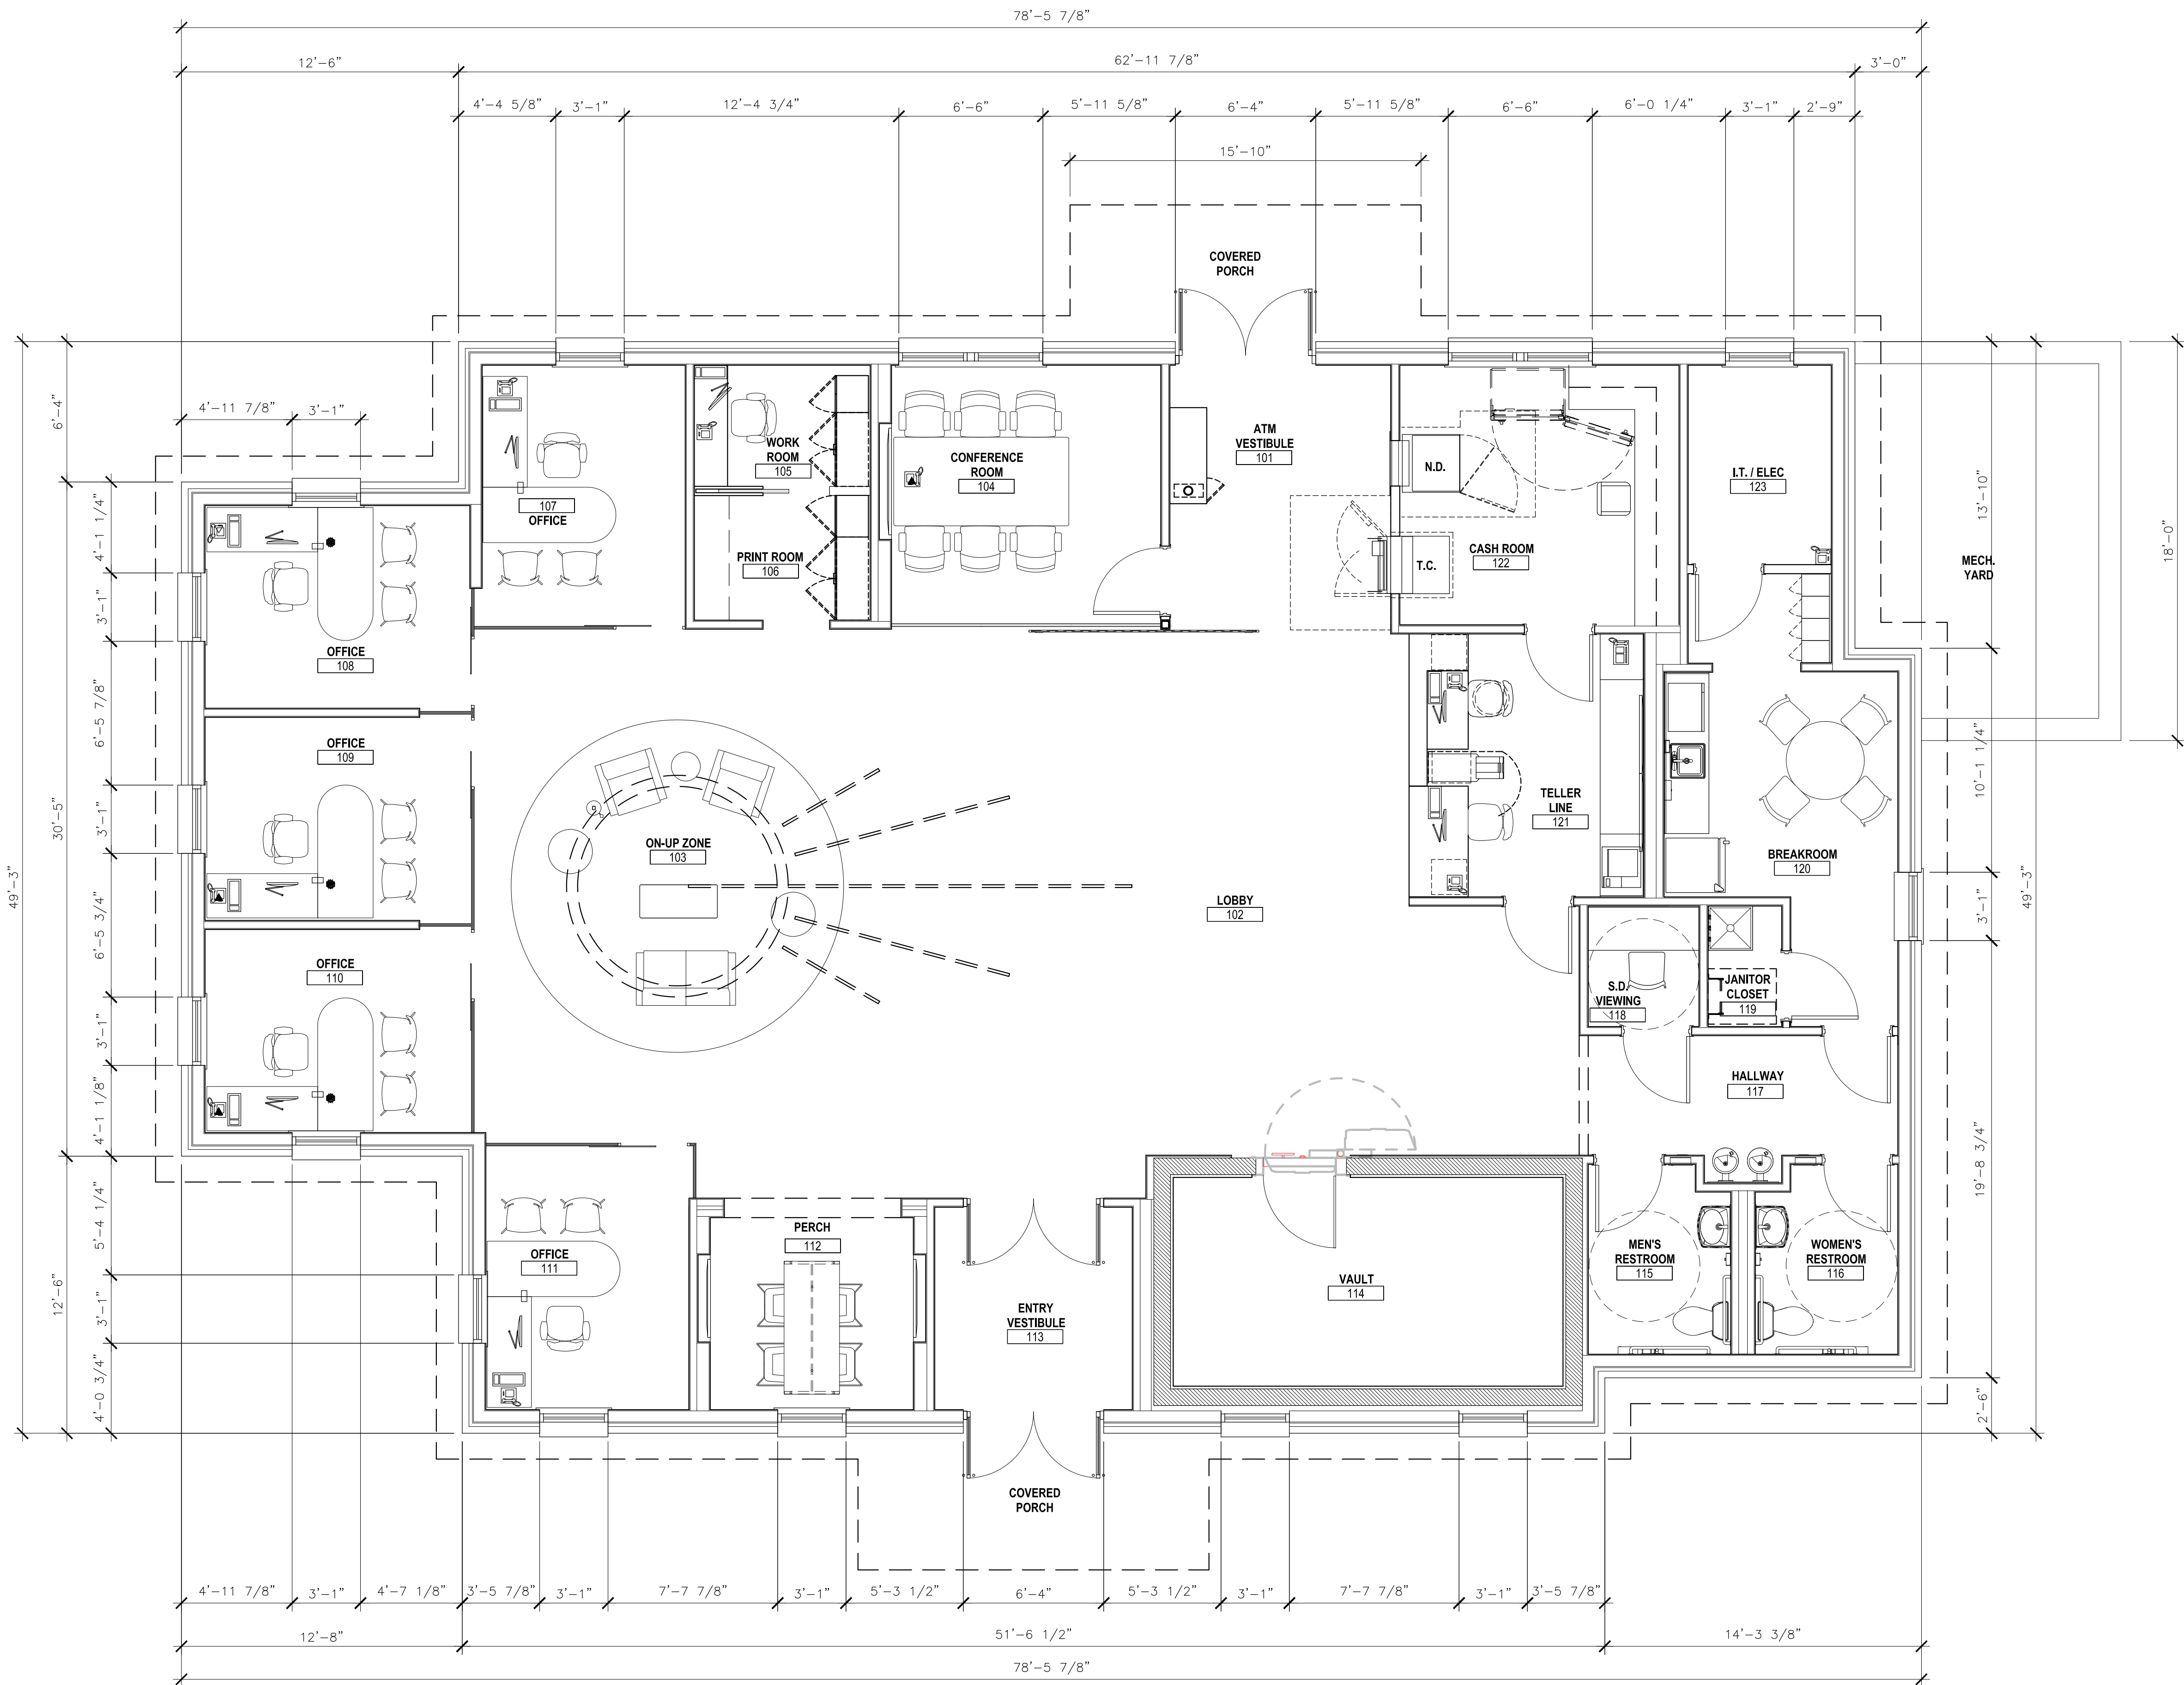 78'-5 7/8"
12'-6"
62'-11 7/8"
3'-0"
4'-4 5/8"
3'-1"
12'-4 3/4"
6'-6"
5'-11 5/8"
6'-4"
5'-11 5/8"
6'-6"
6'-0 1/4"
3'-1"
2'-9"
15'-10"
COVERED
PORCH
4'-11 7/8"
3'-1"
6'-4"
30'-5"
12'-6"
49'-3"
4'-1 1/4"
3'-1"
6'-5 7/8"
3'-1"
6'-5 3/4"
3'-1"
4'-1 1/8"
5'-4 1/4"
3'-1"
4'-0 3/4"
107
OFFICE
WORK
ROOM
105
PRINT ROOM
106
CONFERENCE
ROOM
104
ATM
VESTIBULE
101
N.D.
T.C.
CASH ROOM
122
I.T. / ELEC
123
MECH.
YARD
13'-10"
18'-0"
10'-1 1/4"
3'-1"
49'-3"
19'-8 3/4"
2'-6"
OFFICE
108
OFFICE
109
OFFICE
110
ON-UP ZONE
103
LOBBY
102
TELLER
LINE
121
BREAKROOM
120
S.D.
VIEWING
118
JANITOR
CLOSET
119
HALLWAY
117
OFFICE
111
PERCH
112
ENTRY
VESTIBULE
113
VAULT
114
MEN'S
RESTROOM
115
WOMEN'S
RESTROOM
116
COVERED
PORCH
4'-11 7/8"
3'-1"
4'-7 1/8"
3'-5 7/8"
3'-1"
7'-7 7/8"
3'-1"
5'-3 1/2"
6'-4"
5'-3 1/2"
3'-1"
7'-7 7/8"
3'-1"
3'-5 7/8"
12'-8"
51'-6 1/2"
14'-3 3/8"
78'-5 7/8"